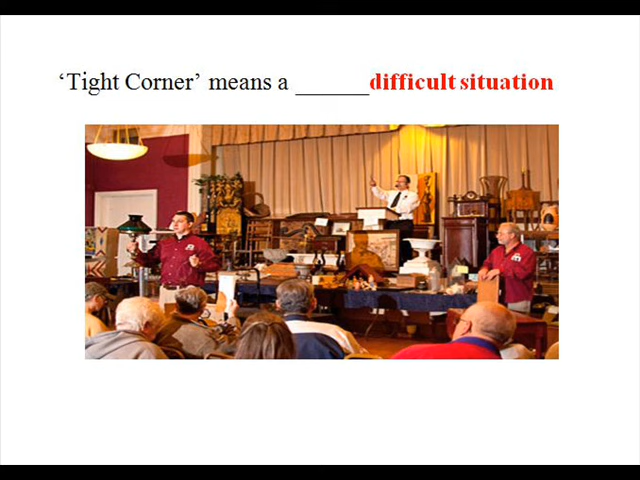 ‘Tight Corner’ means a ______difficult situation